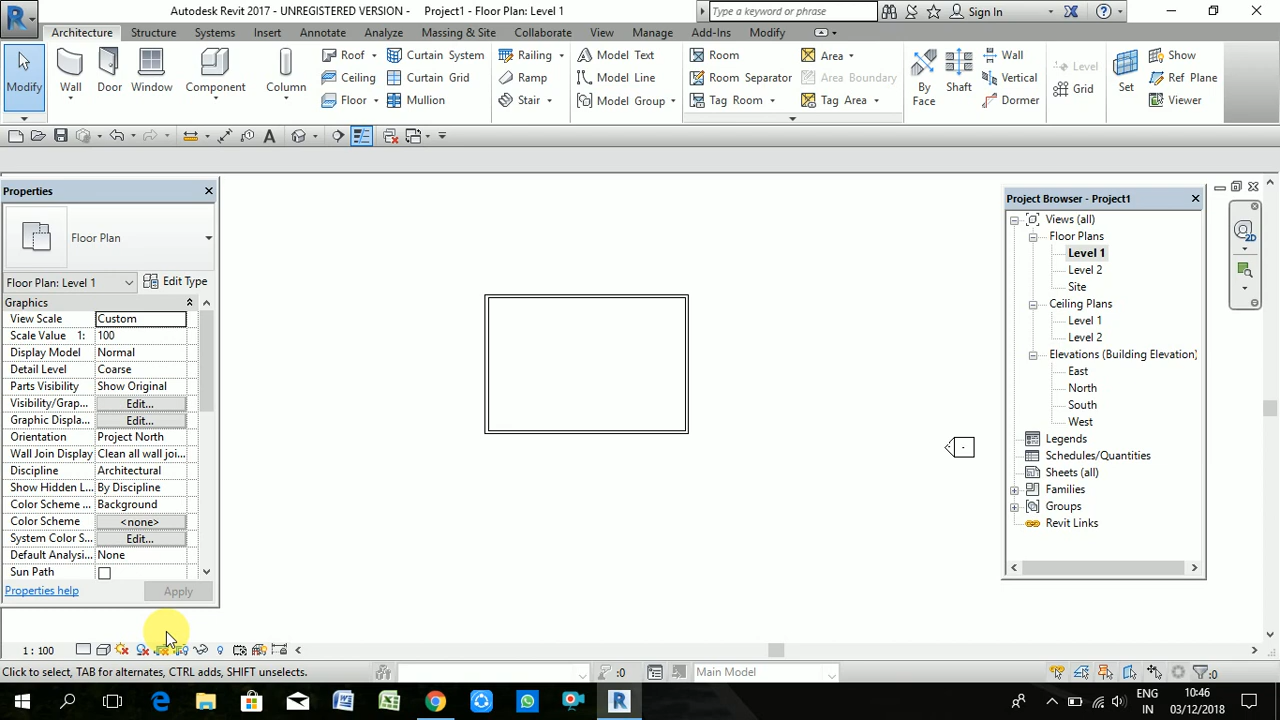 Autodesk Revit 2017 - UNREGISTERED VERSION - Project1 - Floor Plan: Level 1
Type a keyword or phrase
Sign In
Architecture Structure Systems Insert Annotate Analyze Massing & Site Collaborate View Manage Add-Ins Modify
Modify
Wall
Door
Window
Component
Column
Roof
Ceiling
Floor
Curtain System
Curtain Grid
Mullion
Railing
Ramp
Stair
Model Text
Model Line
Model Group
Room
Room Separator
Tag Room
Area
Area Boundary
Tag Area
By
Face
Shaft
Wall
Vertical
Dormer
Level
Grid
Set
Show
Ref Plane
Viewer
Properties
Floor Plan
Floor Plan: Level 1
Edit Type
Graphics
View Scale Custom
Scale Value 1: 100
Display Model Normal
Detail Level Coarse
Parts Visibility Show Original
Visibility/Grap... Edit...
Graphic Displa... Edit...
Orientation Project North
Wall Join Display Clean all wall joi...
Discipline Architectural
Show Hidden L... By Discipline
Color Scheme ... Background
Color Scheme <none>
System Color S... Edit...
Default Analysi... None
Sun Path
Properties help
Apply
Project Browser - Project1
Views (all)
Floor Plans
Level 1
Level 2
Site
Ceiling Plans
Level 1
Level 2
Elevations (Building Elevation)
East
North
South
West
Legends
Schedules/Quantities
Sheets (all)
Families
Groups
Revit Links
2D
1 : 100
Click to select, TAB for alternates, CTRL adds, SHIFT unselects.
:0
Main Model
:0
ENG
IN
10:46
03/12/2018